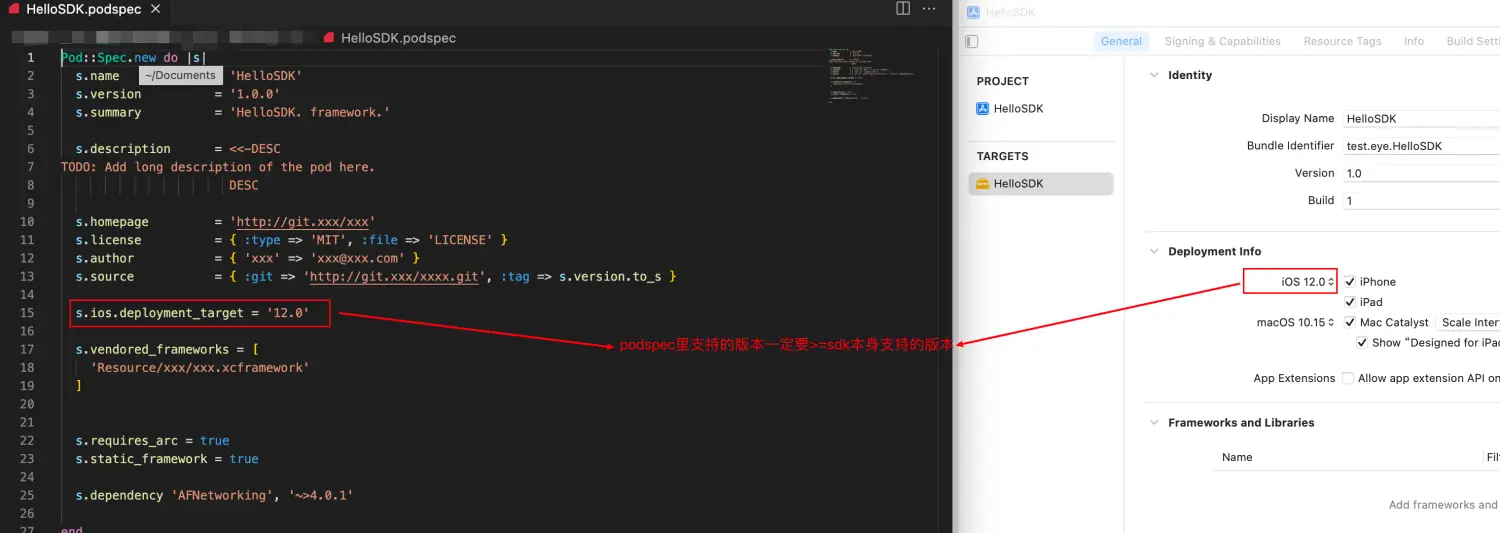 HelloSDK.podspec
HelloSDK.podspec
1 Pod::Spec.new do |s|
2 s.name 'HelloSDK'
~/Documents
3 s.version = '1.0.0'
4 s.summary = 'HelloSDK. framework.'
5
6 s.description = <<-DESC
7 TODO: Add long description of the pod here.
8 DESC
9
10 s.homepage = 'http://git.xxx/xxx'
11 s.license = { :type => 'MIT', :file => 'LICENSE' }
12 s.author = { 'xxx' => 'xxx@xxx.com' }
13 s.source = { :git => 'http://git.xxx/xxxx.git', :tag => s.version.to_s }
14
15 s.ios.deployment_target = '12.0'
16
17 s.vendored_frameworks = [
18 'Resource/xxx/xxx.xcframework'
19 ]
20
21
22 s.requires_arc = true
23 s.static_framework = true
24
25 s.dependency 'AFNetworking', '~>4.0.1'
26
27 end
podspec里支持的版本一定要>=sdk本身支持的版本
HelloSDK
General Signing & Capabilities Resource Tags Info Build Setti
PROJECT
HelloSDK
TARGETS
HelloSDK
Identity
Display Name HelloSDK
Bundle Identifier test.eye.HelloSDK
Version 1.0
Build 1
Deployment Info
iOS 12.0 iPhone
iPad
macOS 10.15 Mac Catalyst Scale Interf
Show “Designed for iPad
App Extensions Allow app extension API on
Frameworks and Libraries
Name Filt
Add frameworks and